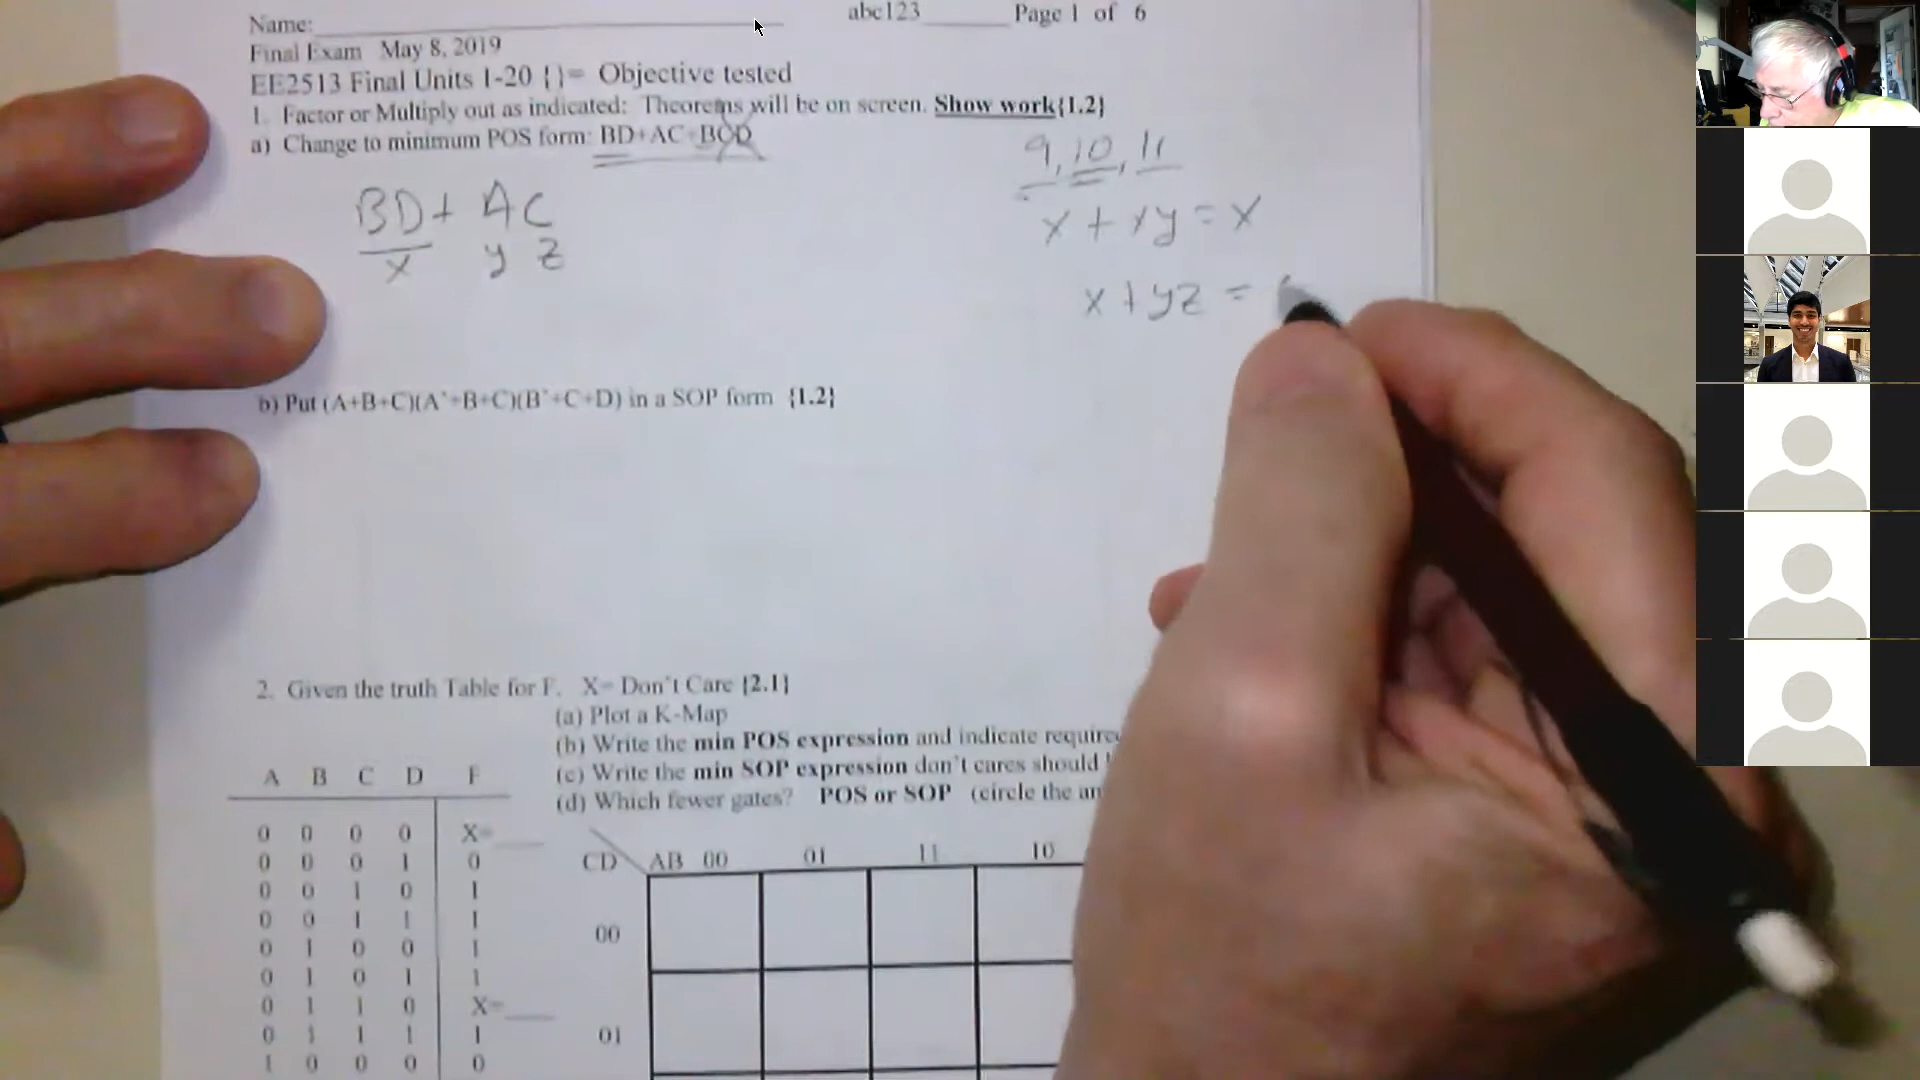 Name: abc123 Page 1 of 6
Final Exam May 8, 2019
EE2513 Final Units 1-20 { }= Objective tested
1. Factor or Multiply out as indicated: Theorems will be on screen. Show work{1.2}
a) Change to minimum POS form: BD+AC+BCD
9, 10, 11
x + xy = x
BD + AC
x y z
x + yz = (
b) Put (A+B+C)(A'+B+C)(B'+C+D) in a SOP form {1.2}
2. Given the truth Table for F. X= Don't Care {2.1}
(a) Plot a K-Map
(b) Write the min POS expression and indicate
(c) Write the min SOP expression don't cares should
(d) Which fewer gates? POS or SOP (circle the
A B C D F
0 0 0 0 X=
0 0 0 1 0
0 0 1 0 1
0 0 1 1 1
0 1 0 0 1
0 1 0 1 1
0 1 1 0 X=
0 1 1 1 1
1 0 0 0 0
CD AB 00 01 11 10
00
01